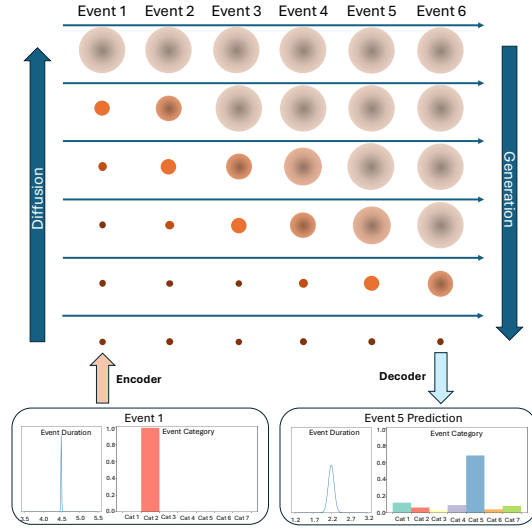 Event 1 Event 2 Event 3 Event 4 Event 5 Event 6
Diffusion
Generation
Encoder
Decoder
Event 1
Event Duration
3.5 4.0 4.5 5.0 5.5
Event Category
1.0
0.8
0.6
0.4
0.2
0.0
Cat 1 Cat 2 Cat 3 Cat 4 Cat 5 Cat 6 Cat 7
Event 5 Prediction
Event Duration
1.2 1.7 2.2 2.7 3.2
Event Category
1.0
0.8
0.6
0.4
0.2
0.0
Cat 1 Cat 2 Cat 3 Cat 4 Cat 5 Cat 6 Cat 7